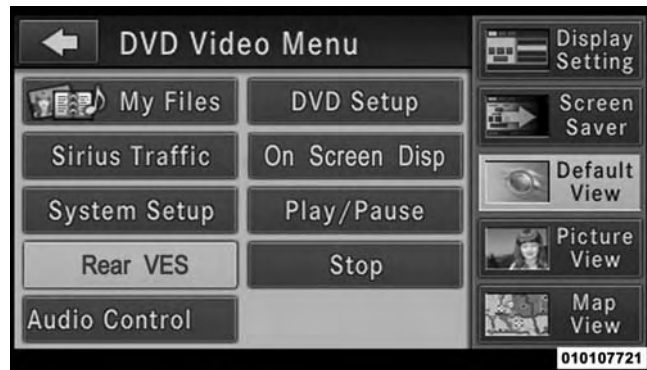 DVD Video Menu
My Files
DVD Setup
Sirius Traffic
On Screen Disp
System Setup
Play/Pause
Rear VES
Stop
Audio Control
Display
Setting
Screen
Saver
Default
View
Picture
View
Map
View
010107721